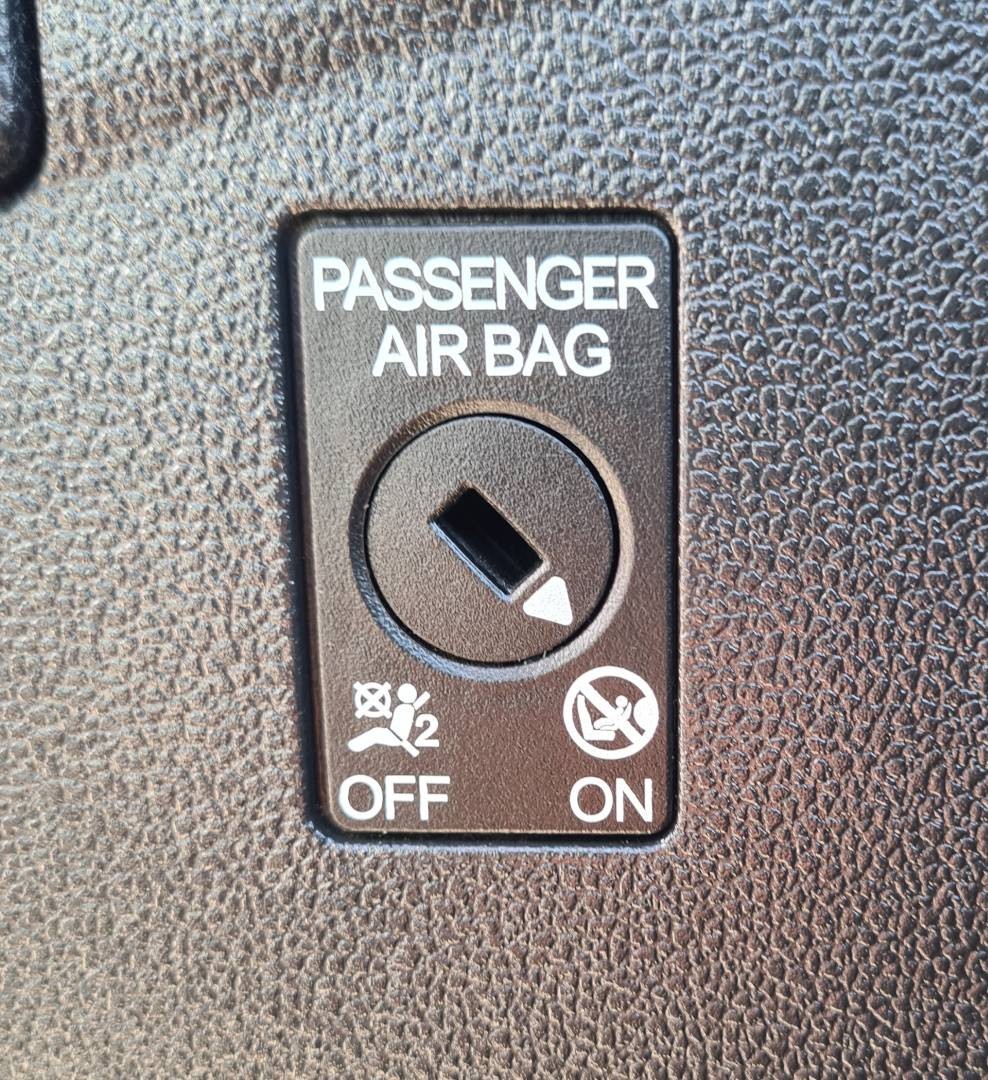 PASSENGER
AIR BAG
2
OFF ON